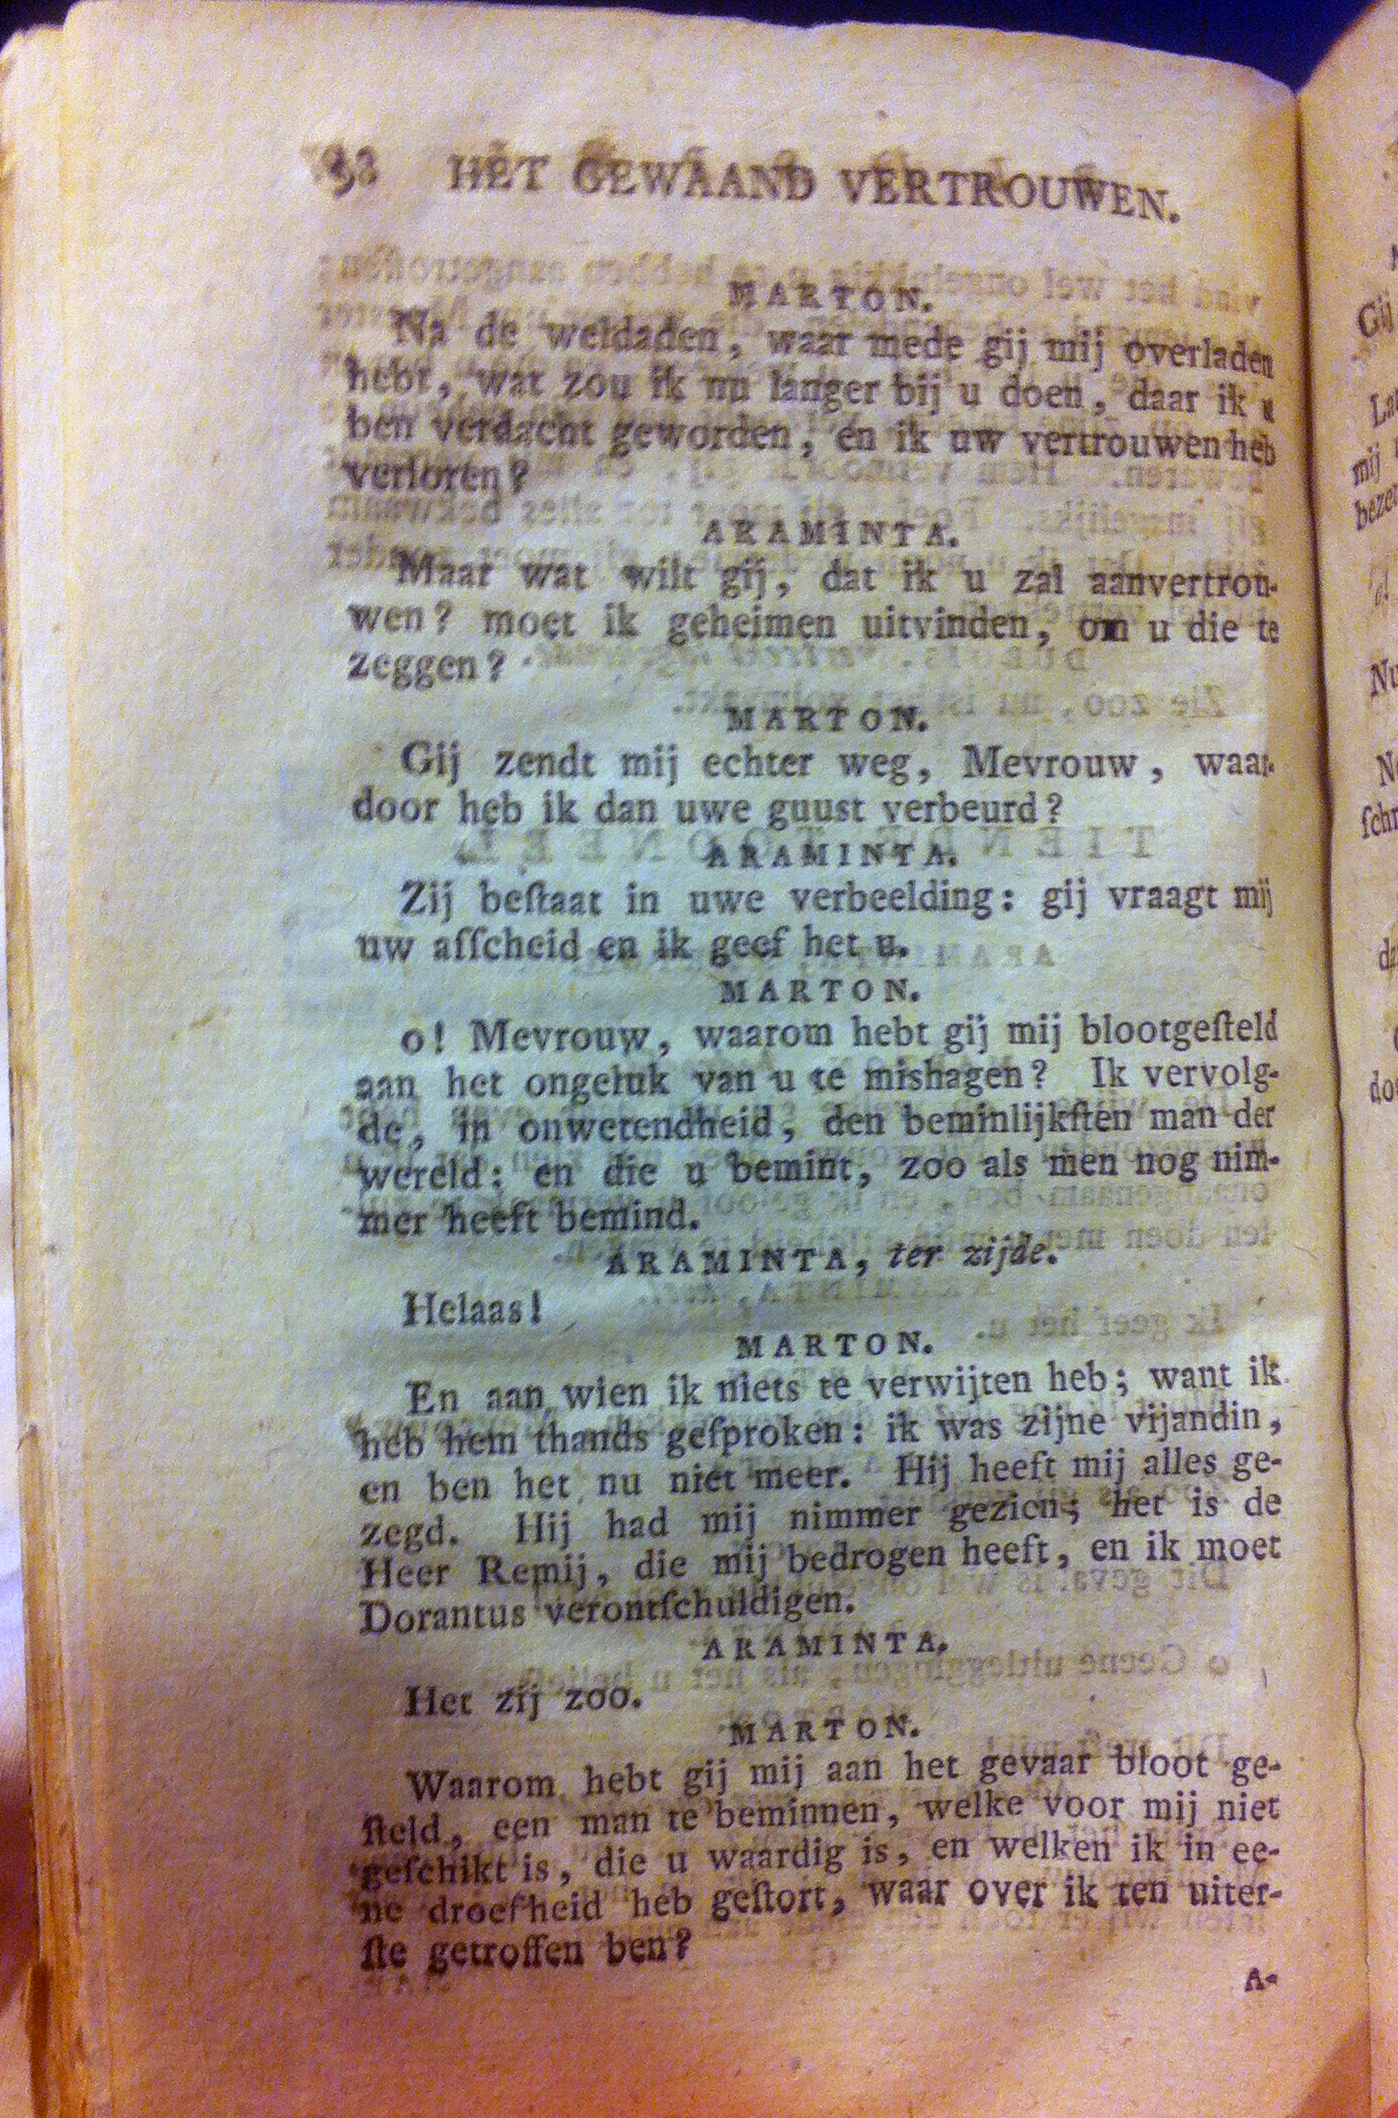 98 HET GEWAAND VERTROUWEN.
MARTON.
Na de weldaden, waar mede gij mij overladen
hebt, wat zou ik nu langer bij u doen, daar ik u
ben verdacht geworden, en ik uw vertrouwen heb
verloren?
ARAMINTA.
Maar wat wilt gij, dat ik u zal aanvertrou-
wen? moet ik geheimen uitvinden, om u die te
zeggen?
MARTON.
Gij zendt mij echter weg, Mevrouw, waar-
door heb ik dan uwe guust verbeurd?
ARAMINTA.
Zij beſtaat in uwe verbeelding: gij vraagt mij
uw afſcheid en ik geef het u.
MARTON.
o! Mevrouw, waarom hebt gij mij blootgeſteld
aan het ongeluk van u te mishagen? Ik vervolg-
de, in onwetendheid, den beminlijkſten man der
wereld: en die u bemint, zoo als men nog nim-
mer heeft bemind.
ARAMINTA, ter zijde.
Helaas!
MARTON.
En aan wien ik niets te verwijten heb; want ik
heb hem thands geſproken: ik was zijne vijandin,
en ben het nu niet meer. Hij heeft mij alles ge-
zegd. Hij had mij nimmer gezien; het is de
Heer Remij, die mij bedrogen heeft, en ik moet
Dorantus verontſchuldigen.
ARAMINTA.
Het zij zoo.
MARTON.
Waarom hebt gij mij aan het gevaar bloot ge-
ſteld, een man te beminnen, welke voor mij niet
geſchikt is, die u waardig is, en welken ik in ee-
ne droefheid heb geſtort, waar over ik ten uiter-
ſte getroffen ben?
A-